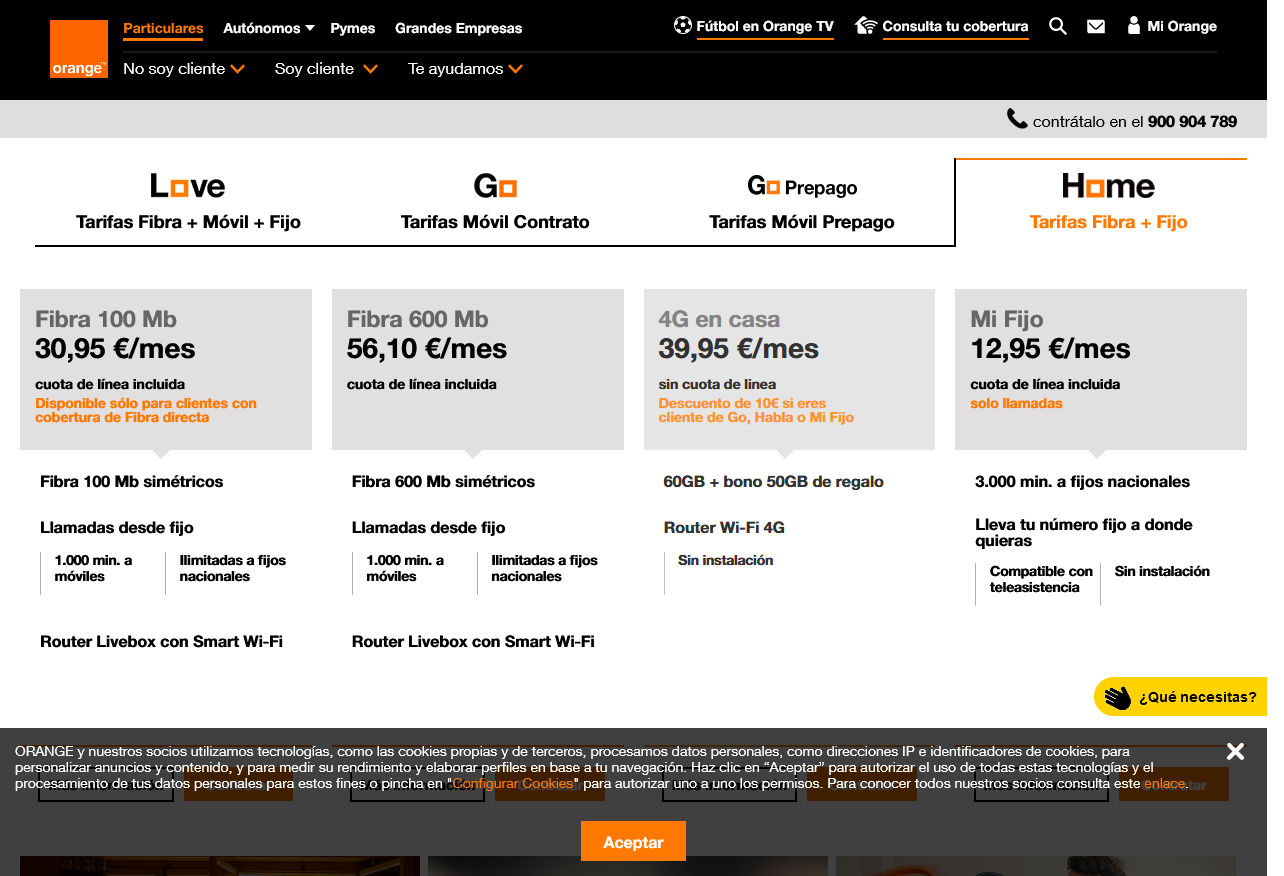 Particulares
Autónomos
Pymes
Grandes Empresas
Fútbol en Orange TV
Consulta tu cobertura
Mi Orange
orange™
No soy cliente
Soy cliente
Te ayudamos
contrátalo en el 900 904 789
Love
Tarifas Fibra + Móvil + Fijo
Go
Tarifas Móvil Contrato
Go Prepago
Tarifas Móvil Prepago
Home
Tarifas Fibra + Fijo
Fibra 100 Mb
30,95 €/mes
cuota de línea incluida
Disponible sólo para clientes con
cobertura de Fibra directa
Fibra 100 Mb simétricos
Llamadas desde fijo
1.000 min. a
móviles
Ilimitadas a fijos
nacionales
Router Livebox con Smart Wi-Fi
Fibra 600 Mb
56,10 €/mes
cuota de línea incluida
Fibra 600 Mb simétricos
Llamadas desde fijo
1.000 min. a
móviles
Ilimitadas a fijos
nacionales
Router Livebox con Smart Wi-Fi
4G en casa
39,95 €/mes
sin cuota de linea
Descuento de 10€ si eres
cliente de Go, Habla o Mi Fijo
60GB + bono 50GB de regalo
Router Wi-Fi 4G
Sin instalación
Mi Fijo
12,95 €/mes
cuota de línea incluida
solo llamadas
3.000 min. a fijos nacionales
Lleva tu número fijo a donde
quieras
Compatible con
teleasistencia
Sin instalación
¿Qué necesitas?
ORANGE y nuestros socios utilizamos tecnologías, como las cookies propias y de terceros, procesamos datos personales, como direcciones IP e identificadores de cookies, para
personalizar anuncios y contenido, y para medir su rendimiento y elaborar perfiles en base a tu navegación. Haz clic en “Aceptar” para autorizar el uso de todas estas tecnologías y el
procesamiento de tus datos personales para estos fines o pincha en "Configurar Cookies" para autorizar uno a uno los permisos. Para conocer todos nuestros socios consulta este enlace.
Aceptar